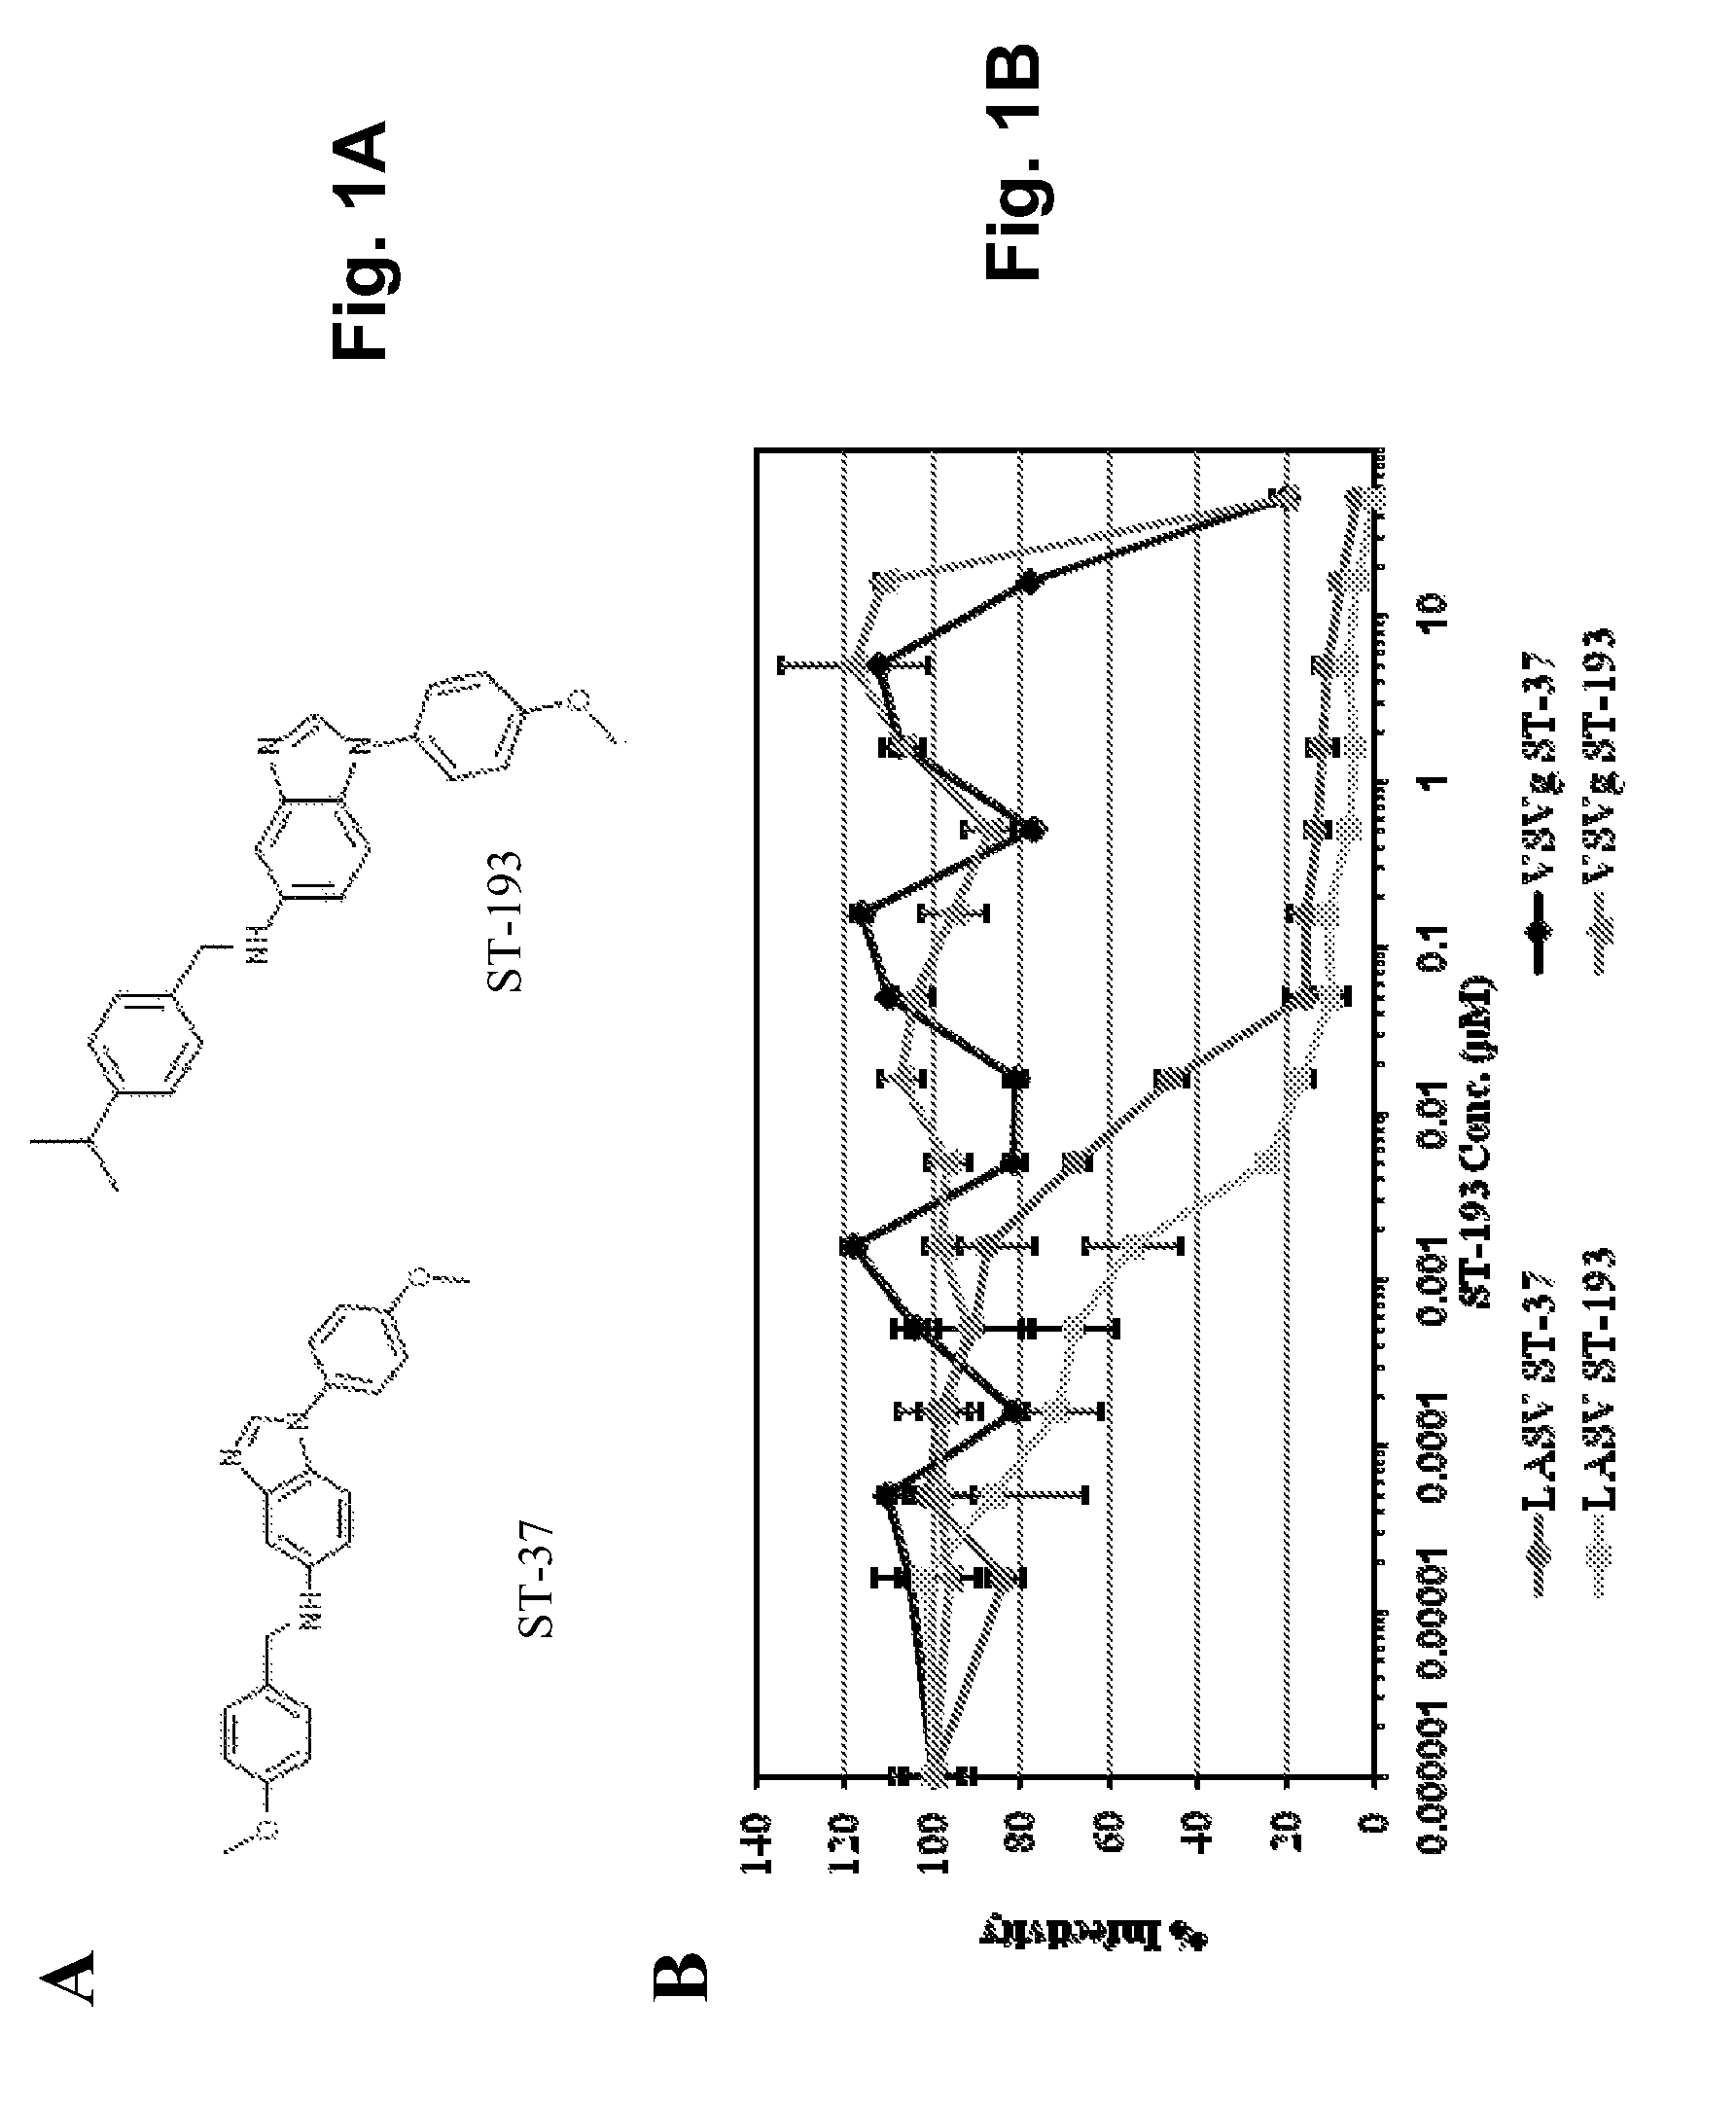 A
N
N
NH
O
O
ST-37
N
N
NH
O
ST-193
Fig. 1A
B
% Infectivity
140
120
100
80
60
40
20
0
0.000001 0.00001 0.0001 0.001 0.01 0.1 1 10
ST-193 Conc. (µM)
LASV ST-37
VSVg ST-37
LASV ST-193
VSVg ST-193
Fig. 1B